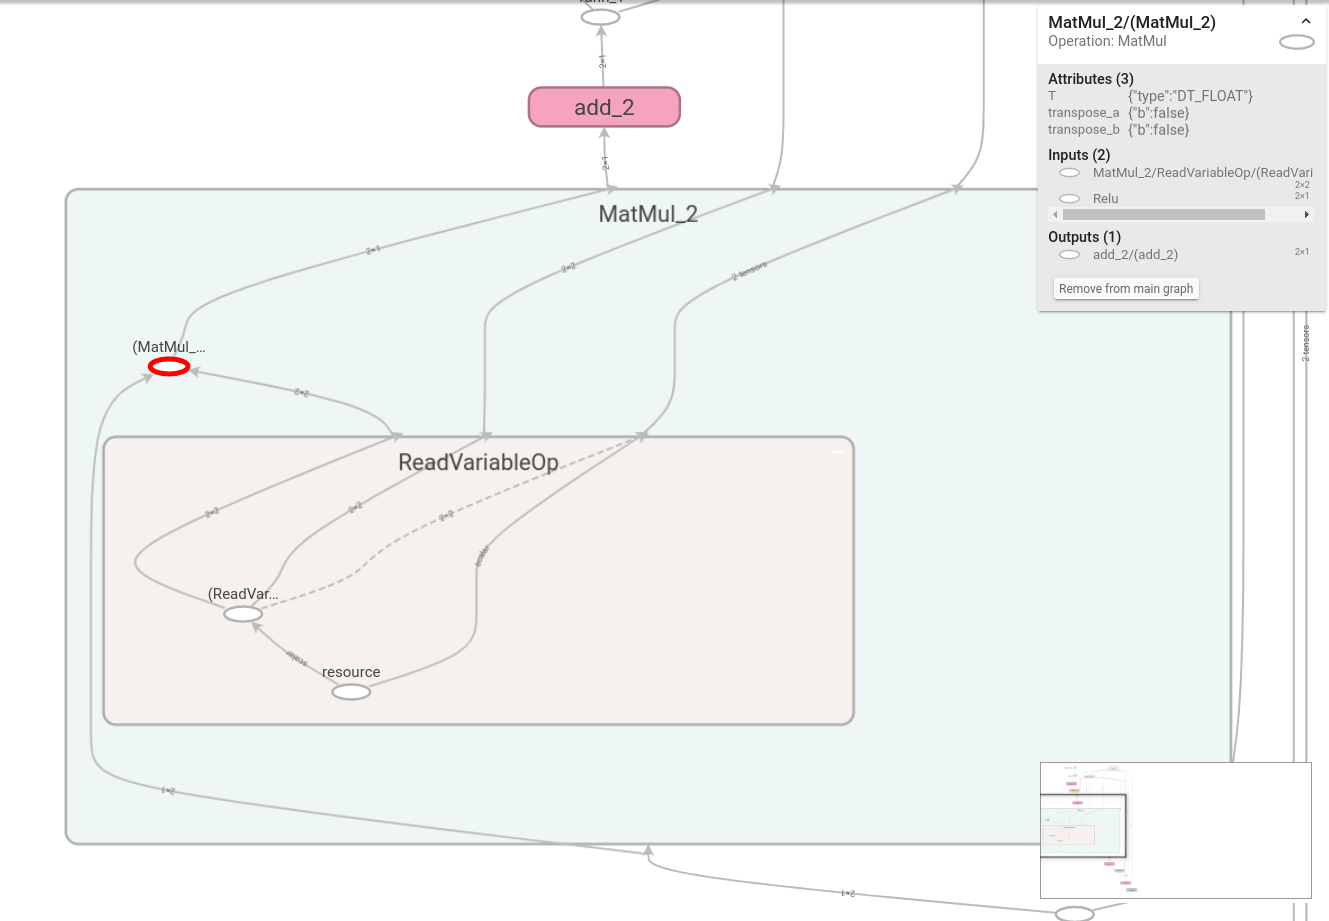 2×1
add_2
2×1
MatMul_2
2×1
2×2
2 tensors
(MatMul_…
2×2
ReadVariableOp
2×2
2×2
2×2
scalar
(ReadVar…
scalar
resource
2×1
2×1
2 tensors
MatMul_2/(MatMul_2)
Operation: MatMul
Attributes (3)
T {"type":"DT_FLOAT"}
transpose_a {"b":false}
transpose_b {"b":false}
Inputs (2)
MatMul_2/ReadVariableOp/(ReadVari
2×2
Relu 2×1
Outputs (1)
add_2/(add_2) 2×1
Remove from main graph